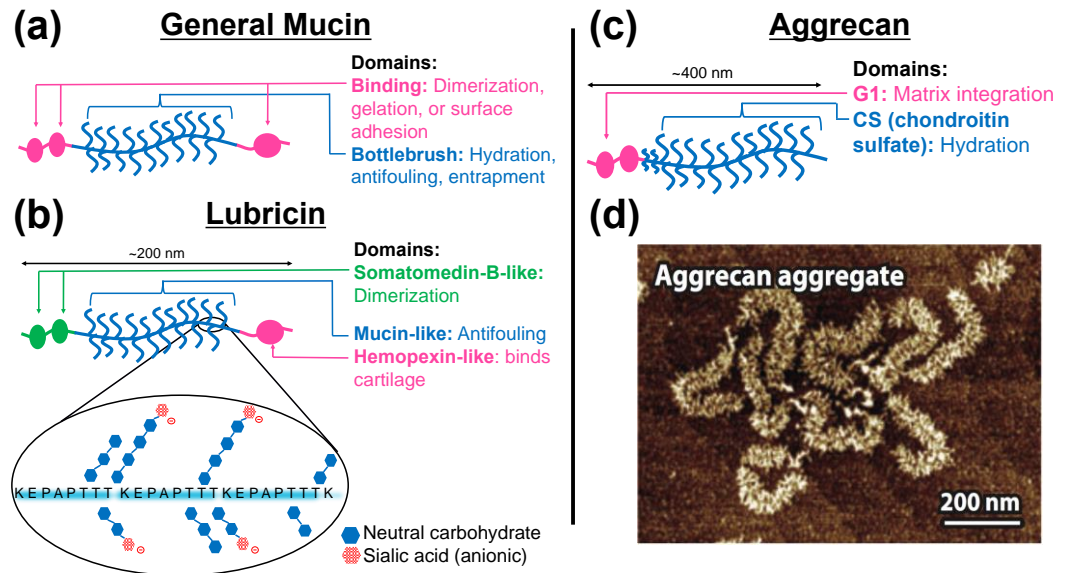 (a)
General Mucin
Domains:
Binding: Dimerization,
gelation, or surface
adhesion
Bottlebrush: Hydration,
antifouling, entrapment
(b)
Lubricin
~200 nm
Domains:
Somatomedin-B-like:
Dimerization
Mucin-like: Antifouling
Hemopexin-like: binds
cartilage
KEPAPTTTKEPAPTTTKEPAPTTTK
Neutral carbohydrate
Sialic acid (anionic)
(c)
Aggrecan
~400 nm
Domains:
G1: Matrix integration
CS (chondroitin
sulfate): Hydration
(d)
Aggrecan aggregate
200 nm